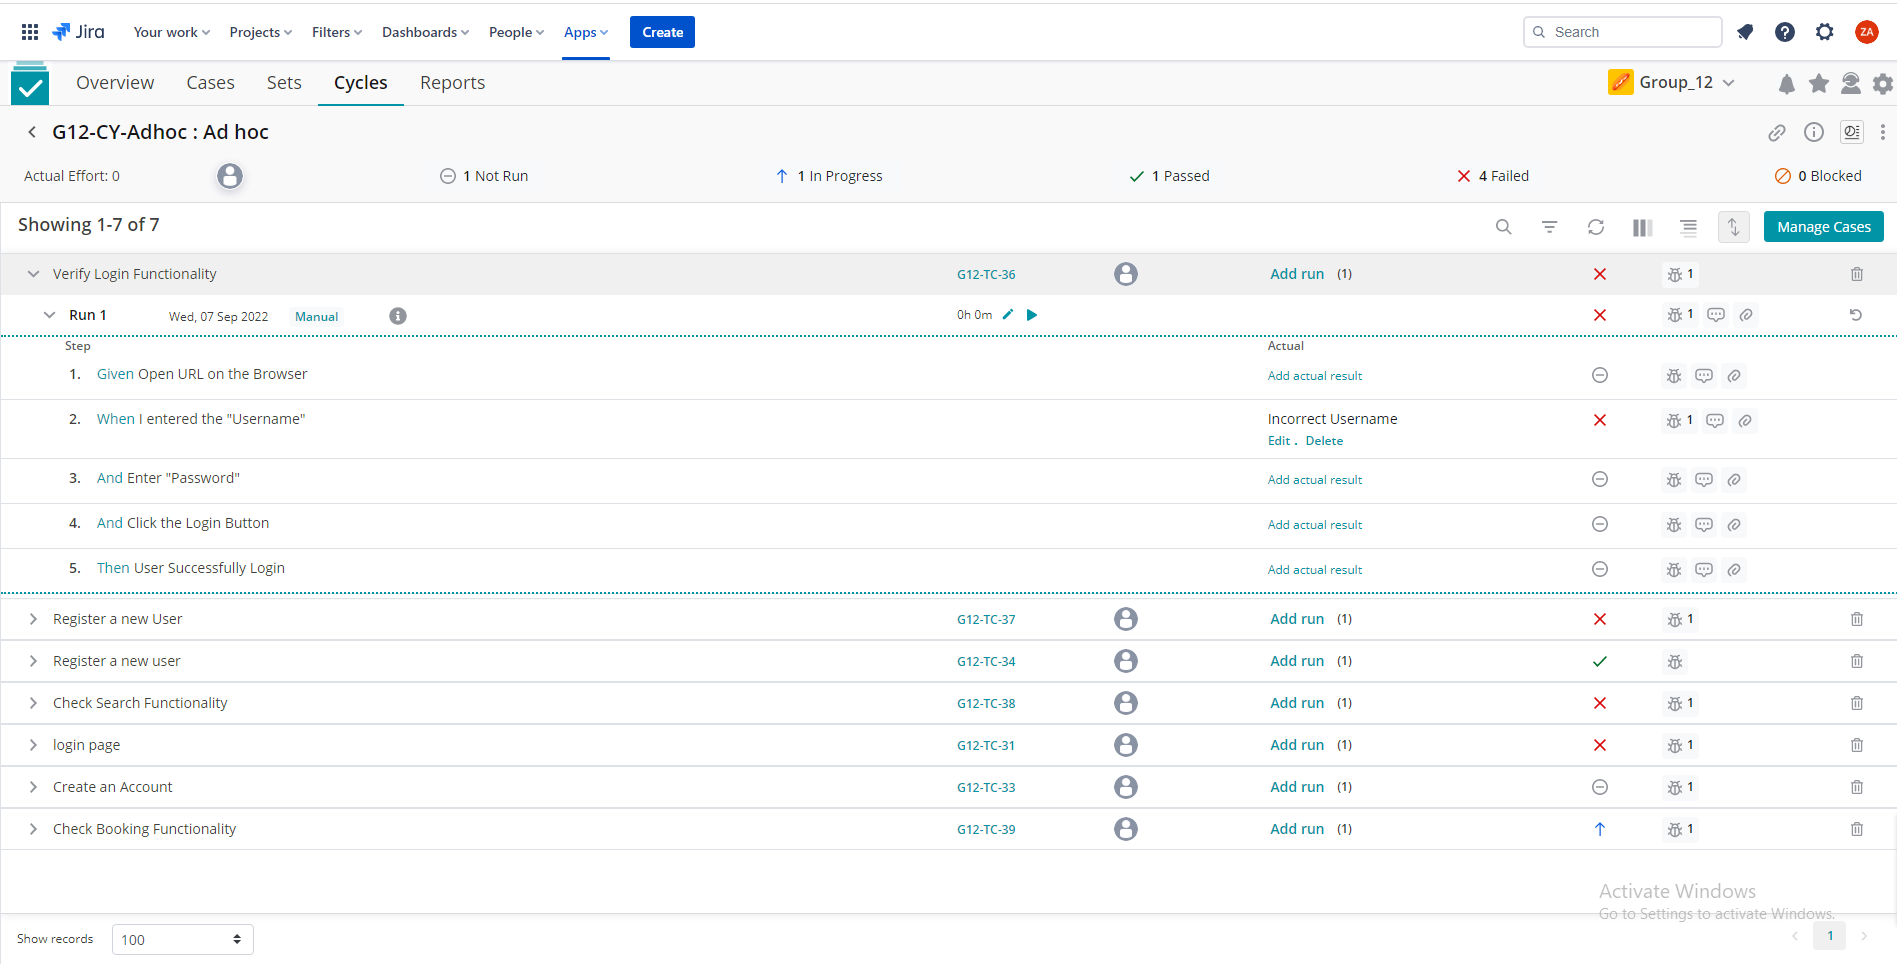 Jira Your work Projects Filters Dashboards People Apps Create Search ZA
Overview Cases Sets Cycles Reports Group_12
G12-CY-Adhoc : Ad hoc
Actual Effort: 0 1 Not Run 1 In Progress 1 Passed 4 Failed 0 Blocked
Showing 1-7 of 7 Manage Cases
Verify Login Functionality G12-TC-36 Add run (1) 1
Run 1 Wed, 07 Sep 2022 Manual 0h 0m 1
Step Actual
1. Given Open URL on the Browser Add actual result
2. When I entered the "Username" Incorrect Username 1
Edit . Delete
3. And Enter "Password" Add actual result
4. And Click the Login Button Add actual result
5. Then User Successfully Login Add actual result
Register a new User G12-TC-37 Add run (1) 1
Register a new user G12-TC-34 Add run (1)
Check Search Functionality G12-TC-38 Add run (1) 1
login page G12-TC-31 Add run (1) 1
Create an Account G12-TC-33 Add run (1) 1
Check Booking Functionality G12-TC-39 Add run (1) 1
Activate Windows
Go to Settings to activate Windows.
Show records 100 1